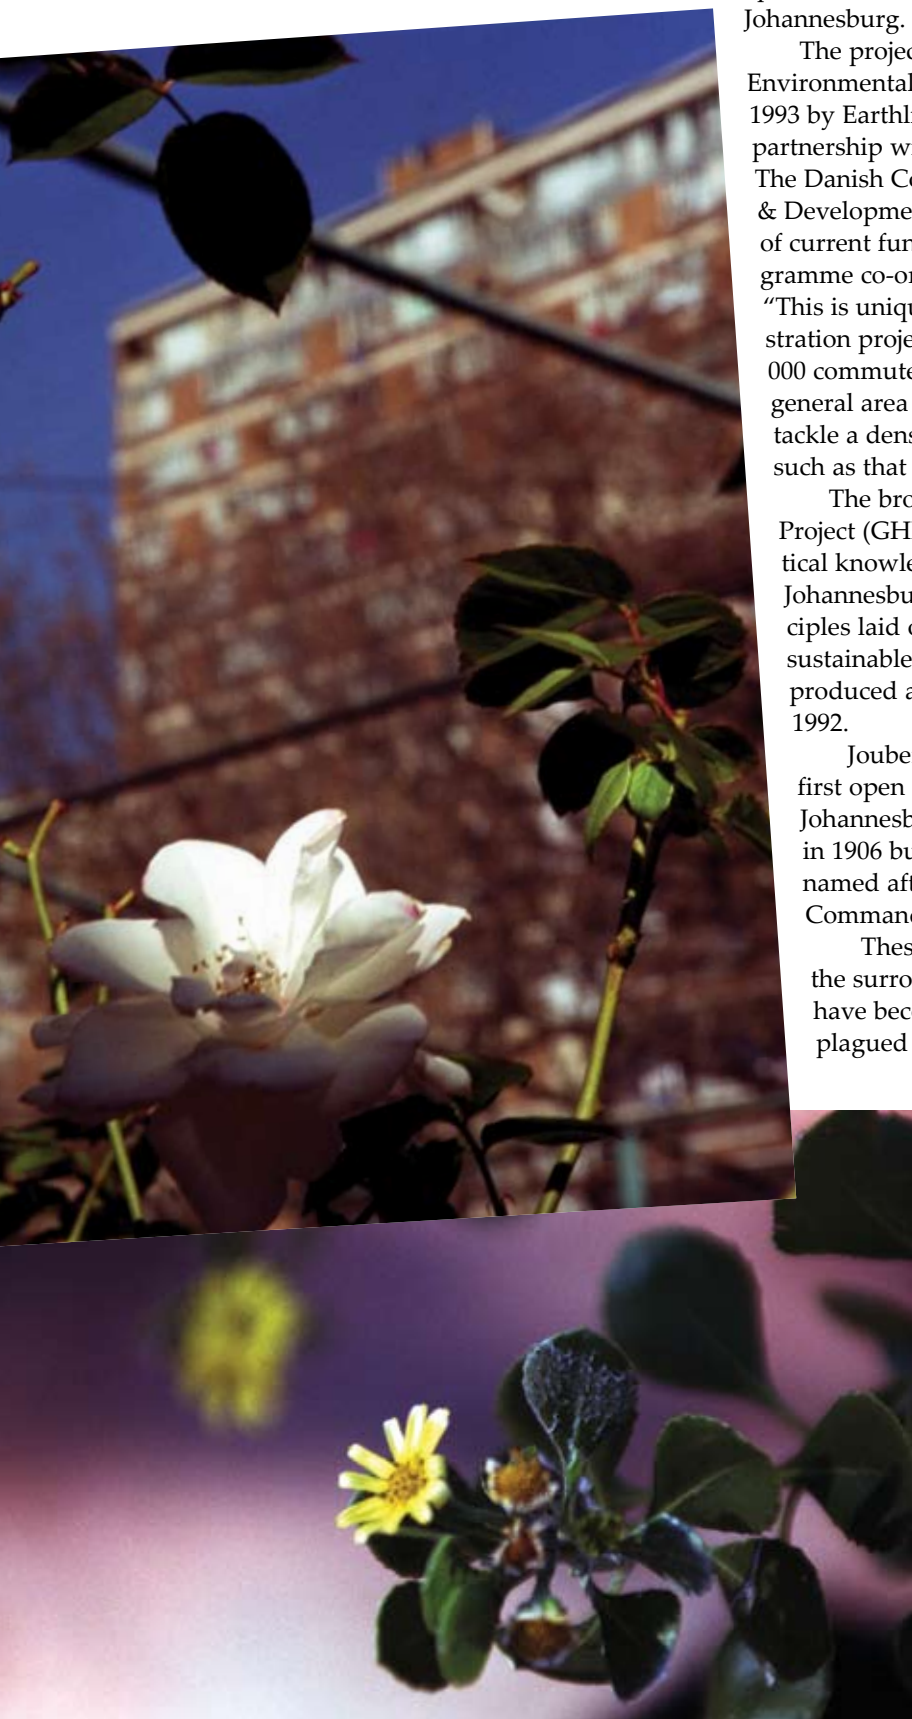 Johannesburg.
The projec
Environmental
1993 by Earthli
partnership wi
The Danish Co
& Developme
of current fun
gramme co-or
“This is uniqu
stration proje
000 commute
general area
tackle a dens
such as that
The bro
Project (GH
tical knowle
Johannesbu
ciples laid o
sustainable
produced a
1992.
Jouber
first open
Johannesb
in 1906 bu
named aft
Command
Thes
the surro
have beco
plagued